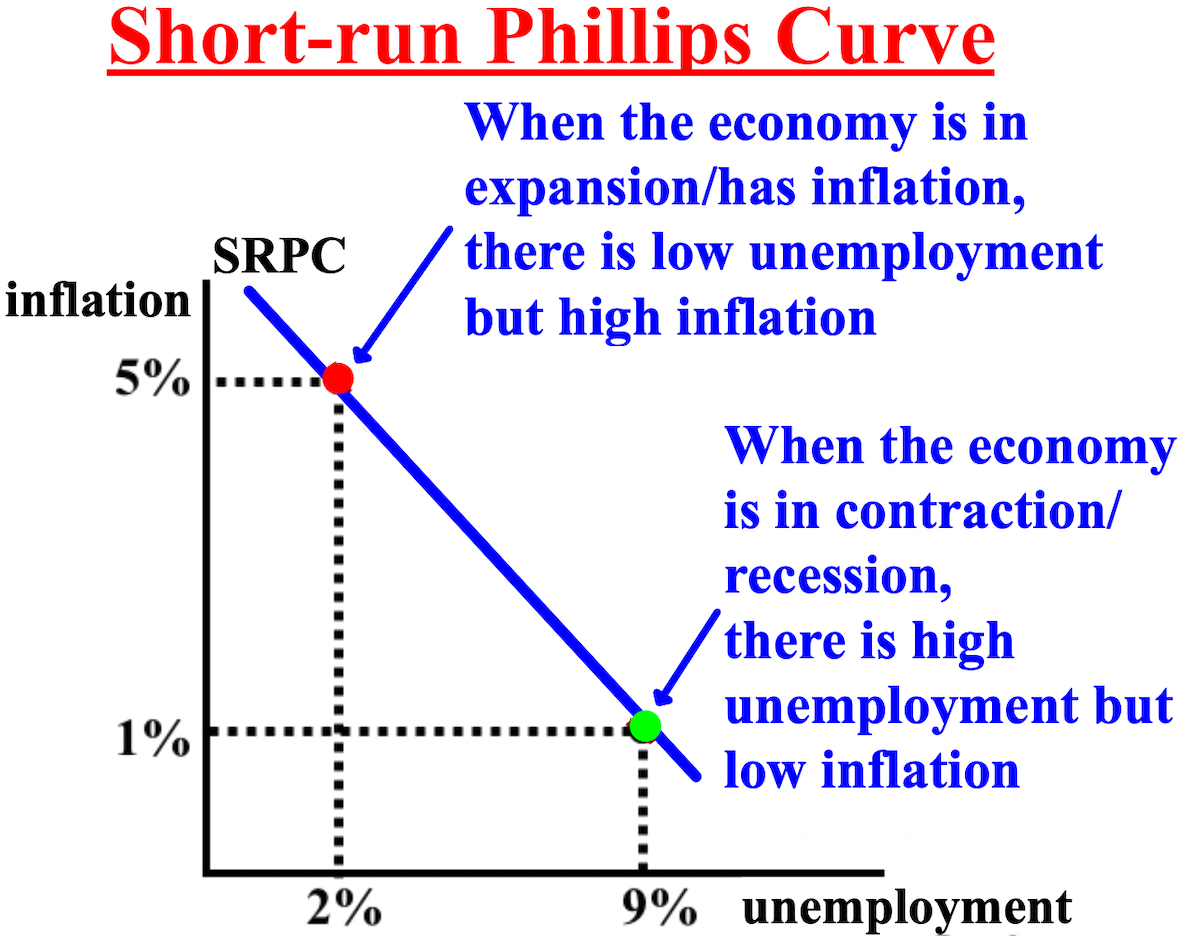 Short-run Phillips Curve
When the economy is in
expansion/has inflation,
there is low unemployment
but high inflation
SRPC
inflation
5%
When the economy
is in contraction/
recession,
there is high
unemployment but
low inflation
1%
2%
9%
unemployment